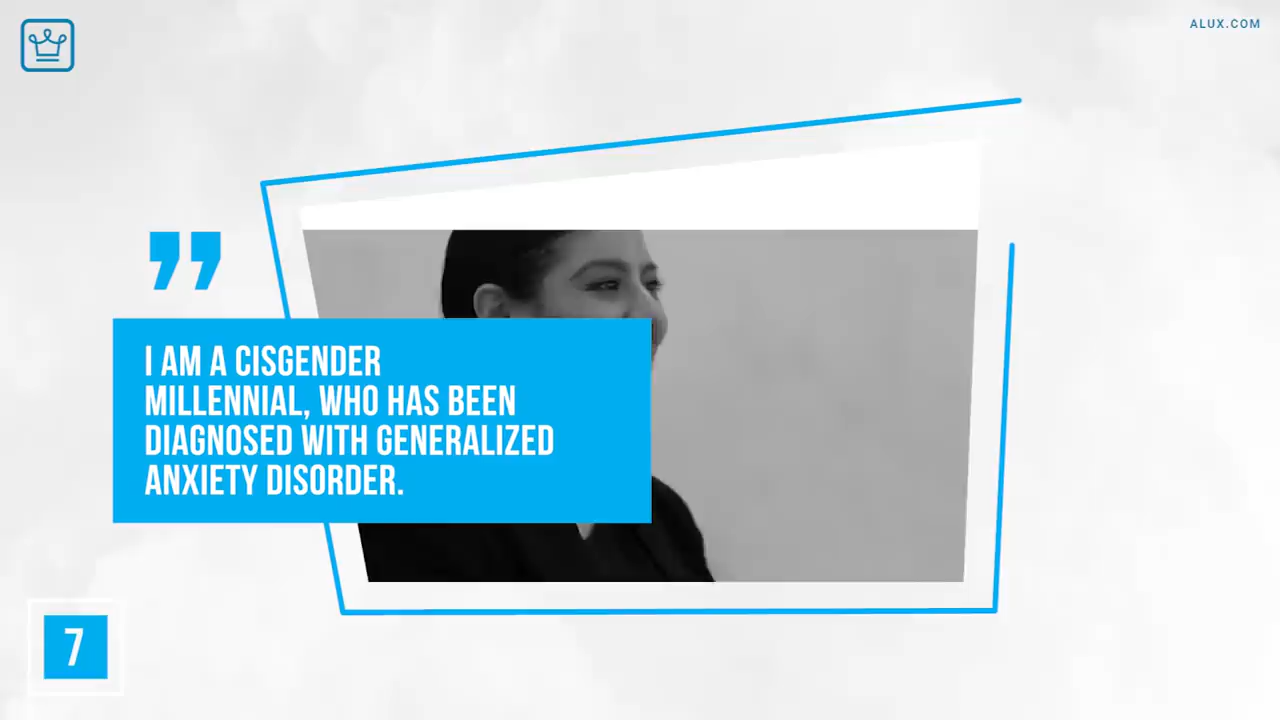 ALUX.COM
”
I AM A CISGENDER
MILLENNIAL, WHO HAS BEEN
DIAGNOSED WITH GENERALIZED
ANXIETY DISORDER.
7